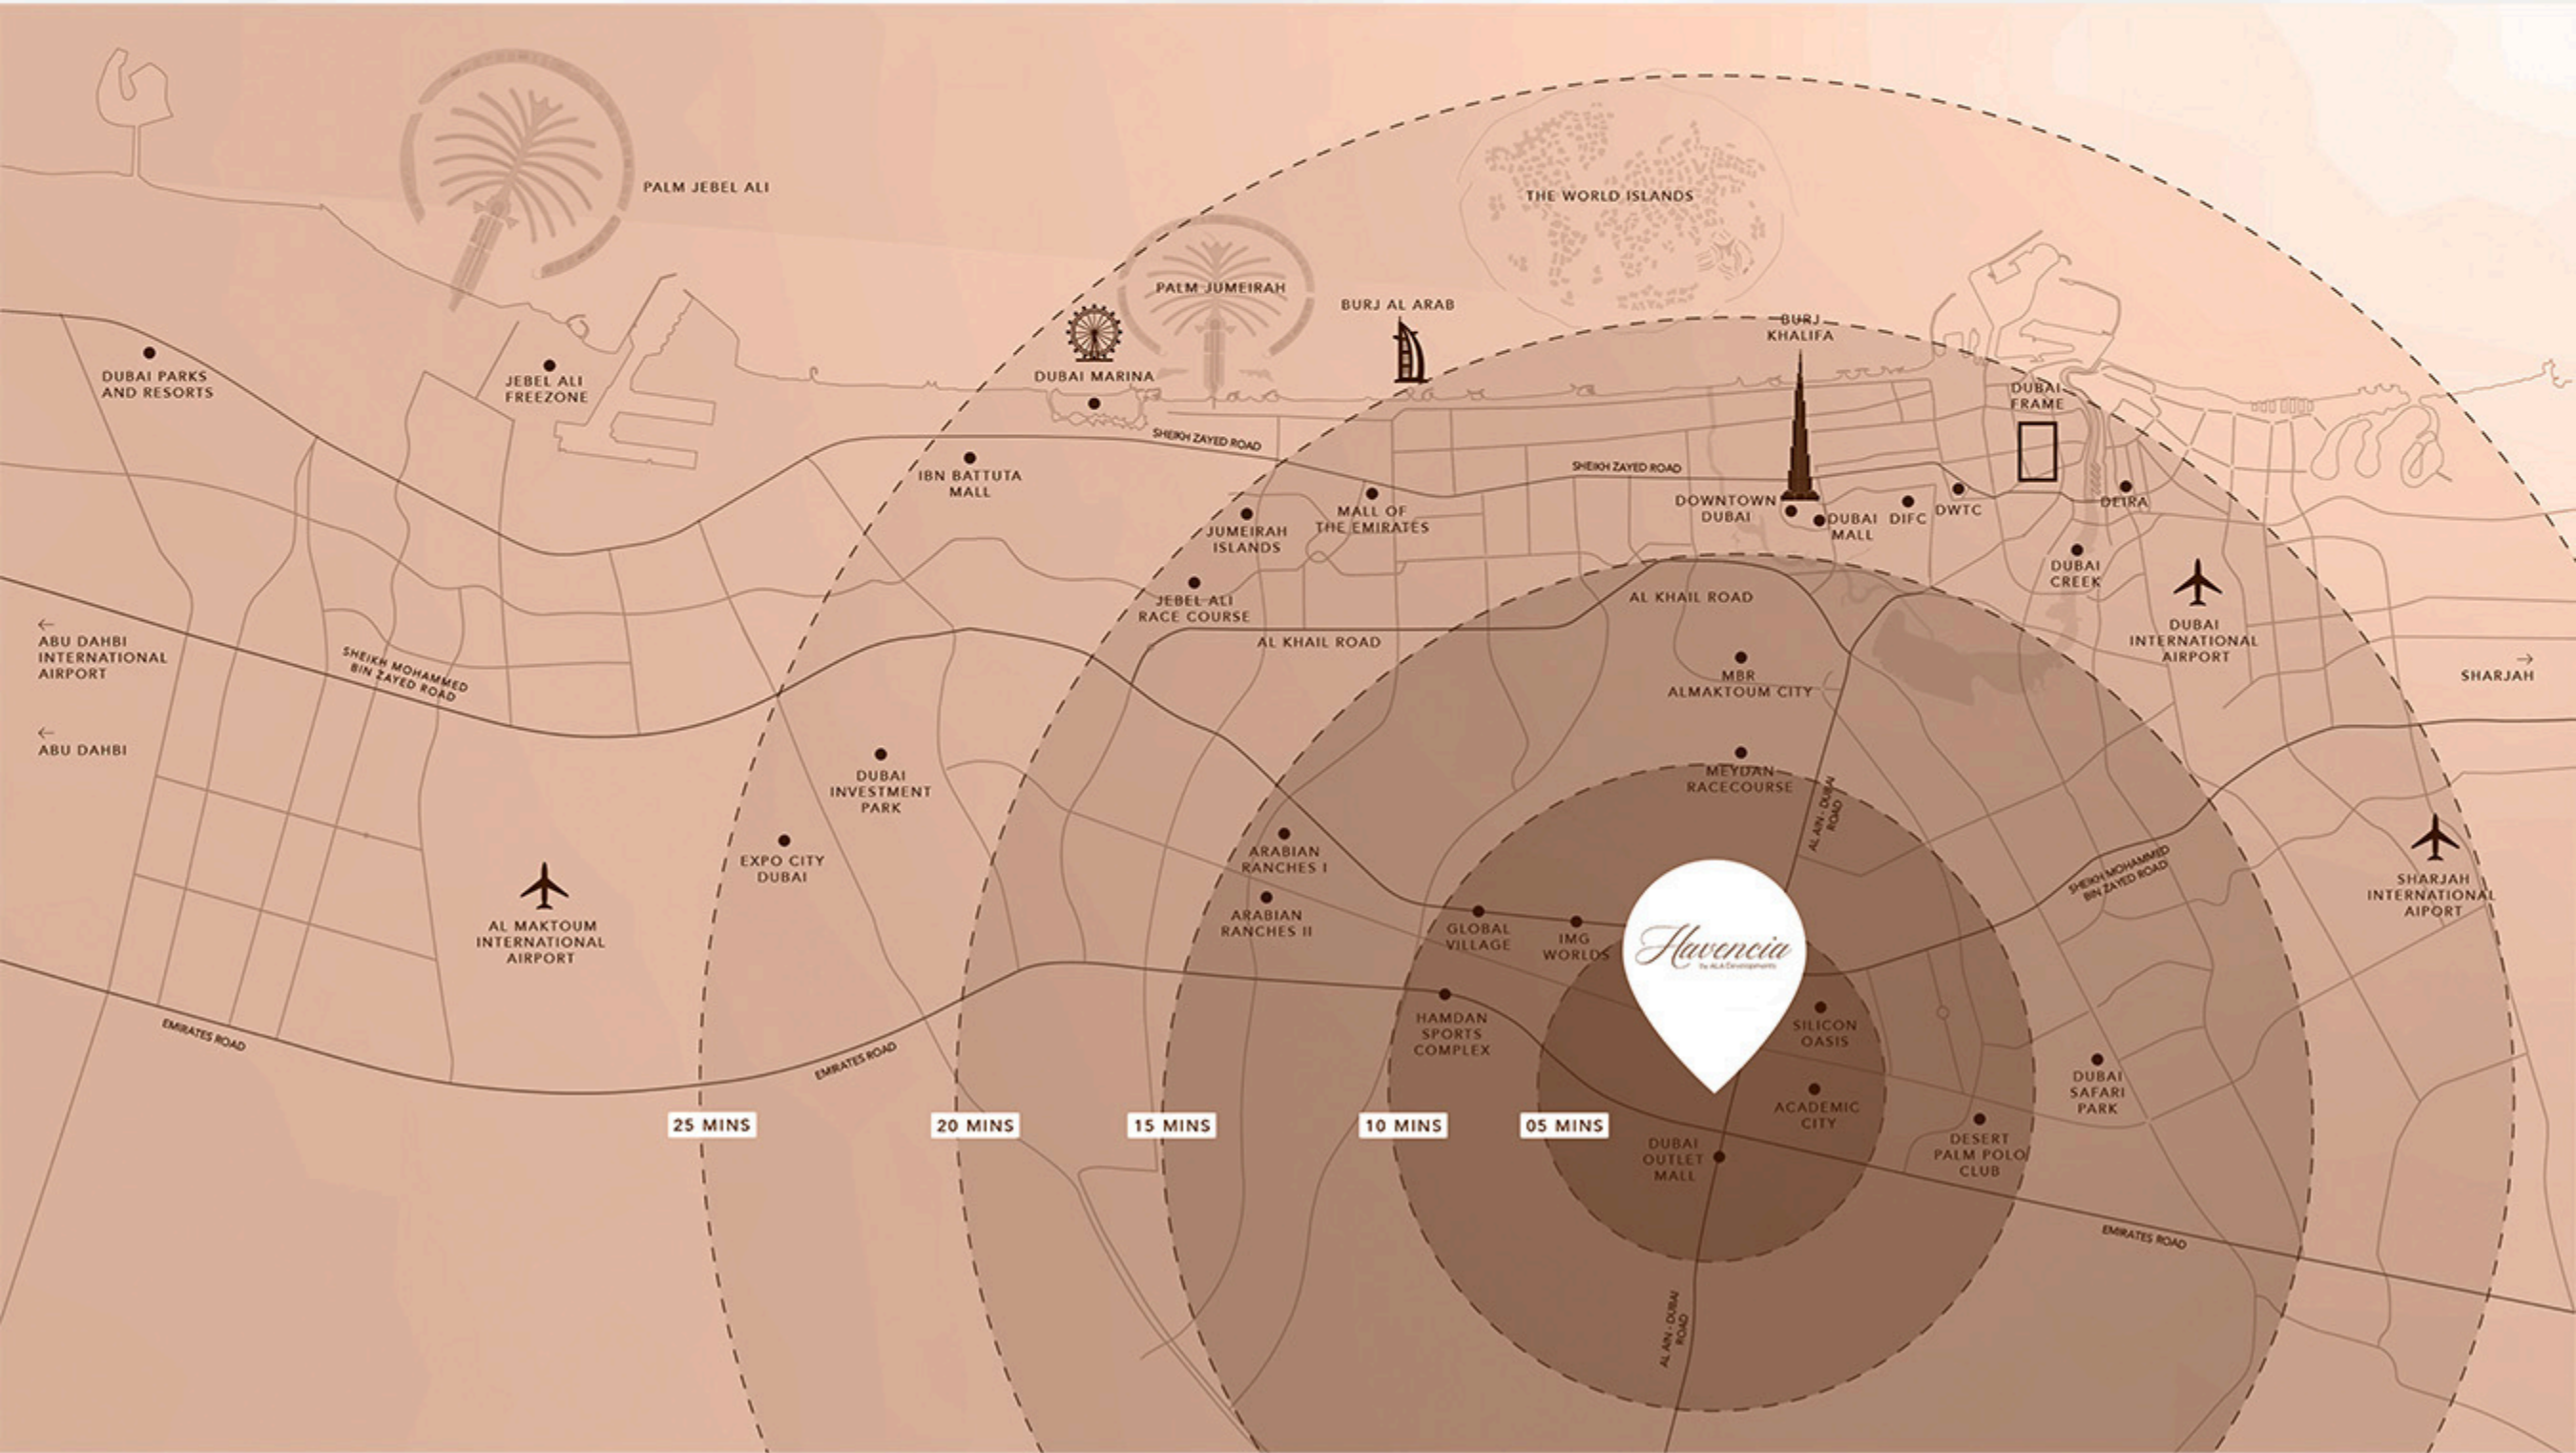 PALM JEBEL ALI
THE WORLD ISLANDS
PALM JUMEIRAH
BURJ AL ARAB
BURJ
KHALIFA
DUBAI PARKS
AND RESORTS
JEBEL ALI
FREEZONE
DUBAI MARINA
DUBAI
FRAME
SHEIKH ZAYED ROAD
SHEIKH ZAYED ROAD
IBN BATTUTA
MALL
JUMEIRAH
ISLANDS
MALL OF
THE EMIRATES
DOWNTOWN
DUBAI
DUBAI
MALL
DIFC
DWTC
DEIRA
DUBAI
CREEK
JEBEL ALI
RACE COURSE
AL KHAIL ROAD
AL KHAIL ROAD
DUBAI
INTERNATIONAL
AIRPORT
←
ABU DAHBI
INTERNATIONAL
AIRPORT
SHEIKH MOHAMMED
BIN ZAYED ROAD
→
SHARJAH
MBR
ALMAKTOUM CITY
←
ABU DAHBI
DUBAI
INVESTMENT
PARK
MEYDAN
RACECOURSE
AL AIN - DUBAI
ROAD
EXPO CITY
DUBAI
ARABIAN
RANCHES I
ARABIAN
RANCHES II
SHEIKH MOHAMMED
BIN ZAYED ROAD
SHARJAH
INTERNATIONAL
AIPORT
AL MAKTOUM
INTERNATIONAL
AIRPORT
GLOBAL
VILLAGE
IMG
WORLDS
Havencia
by ALA Developments
HAMDAN
SPORTS
COMPLEX
SILICON
OASIS
EMIRATES ROAD
EMIRATES ROAD
DUBAI
SAFARI
PARK
ACADEMIC
CITY
25 MINS
20 MINS
15 MINS
10 MINS
05 MINS
DUBAI
OUTLET
MALL
DESERT
PALM POLO
CLUB
EMIRATES ROAD
AL AIN - DUBAI
ROAD